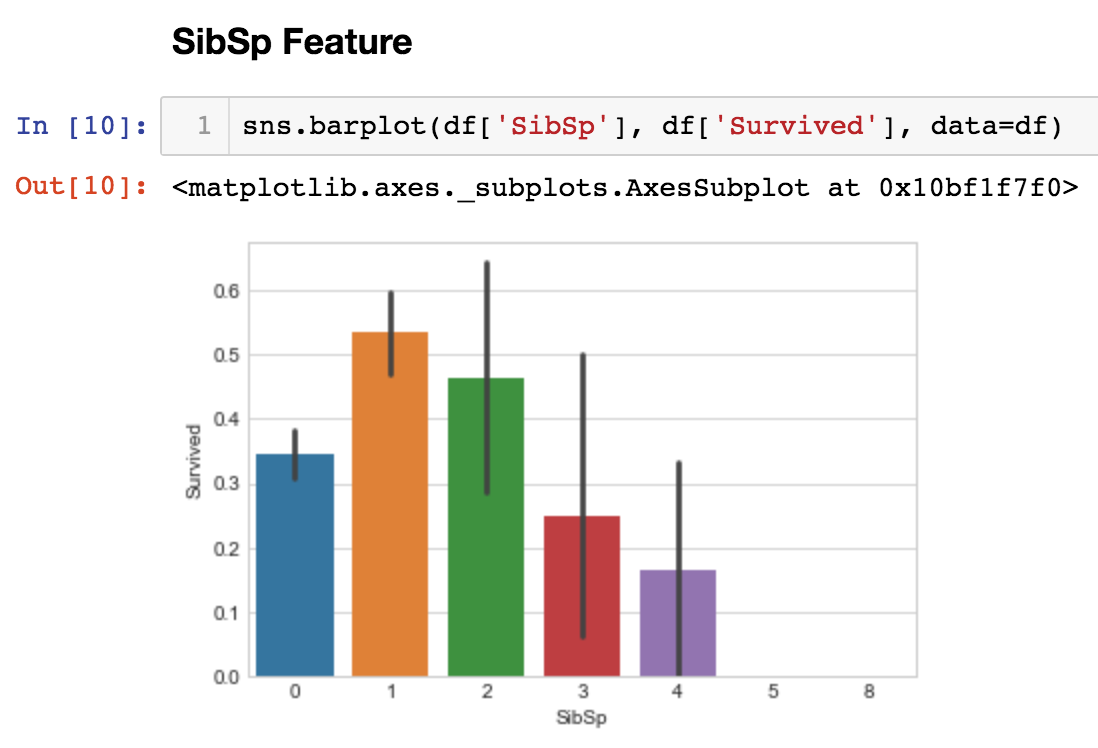 SibSp Feature
In [10]: 1 sns.barplot(df['SibSp'], df['Survived'], data=df)
Out[10]: <matplotlib.axes._subplots.AxesSubplot at 0x10bf1f7f0>
0.6
0.5
0.4
0.3
0.2
0.1
0.0
Survived
0 1 2 3 4 5 8
SibSp